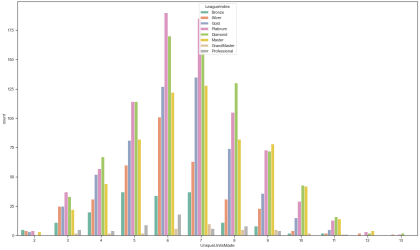 LeagueIndex
Bronze
Silver
Gold
Platinum
Diamond
Master
GrandMaster
Professional
175
150
125
100
75
50
25
0
count
2 3 4 5 6 7 8 9 10 11 12 13
UniqueUnitsMade